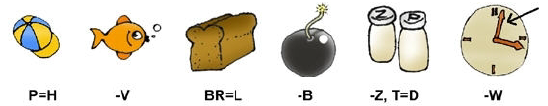 Z B
P=H -V BR=L -B -Z, T=D -W